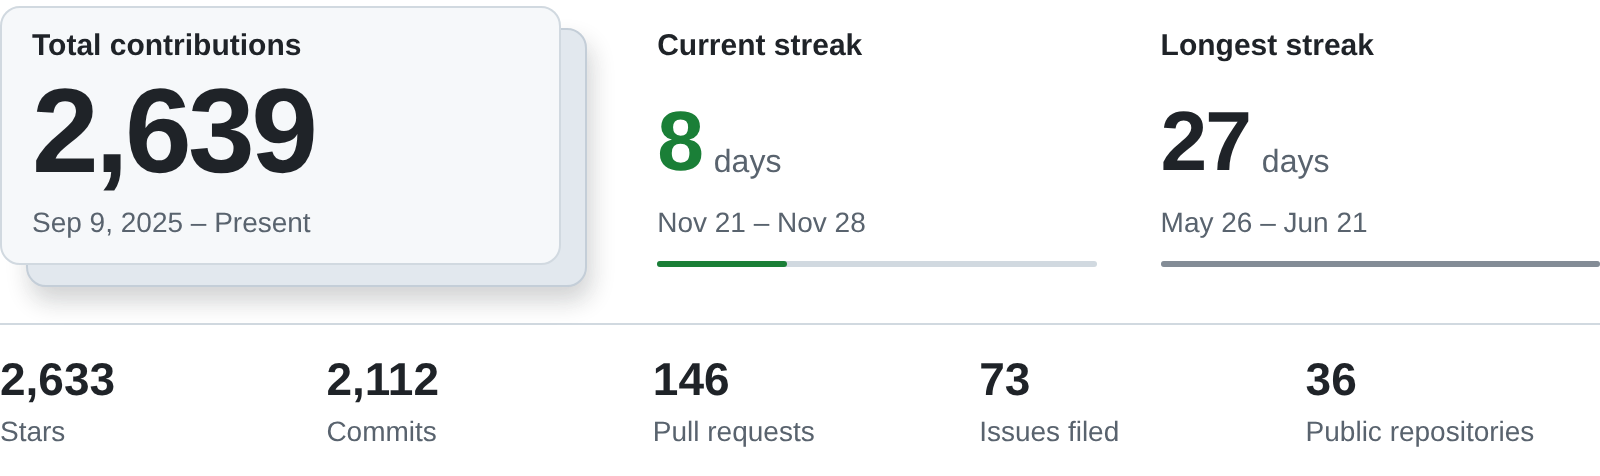 Total contributions
2,639
Sep 9, 2025 – Present
Current streak
8 days
Nov 21 – Nov 28
Longest streak
27 days
May 26 – Jun 21
2,633
Stars
2,112
Commits
146
Pull requests
73
Issues filed
36
Public repositories